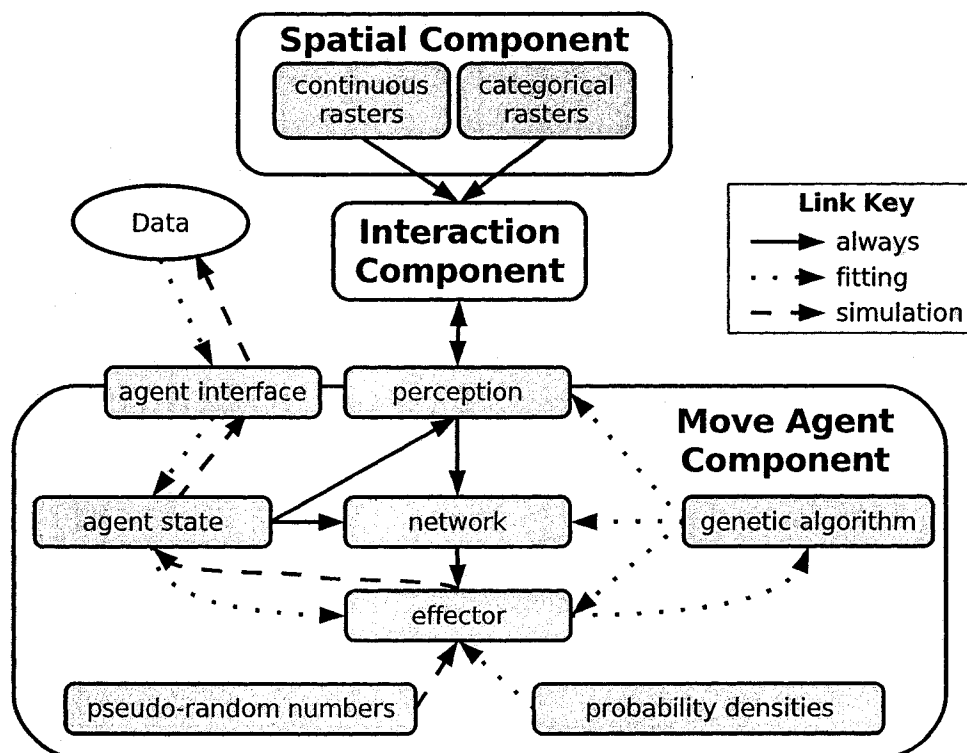 Spatial Component
continuous
rasters
categorical
rasters
Data
Interaction
Component
Link Key
always
fitting
simulation
agent interface
perception
Move Agent
Component
agent state
network
genetic algorithm
effector
pseudo-random numbers
probability densities